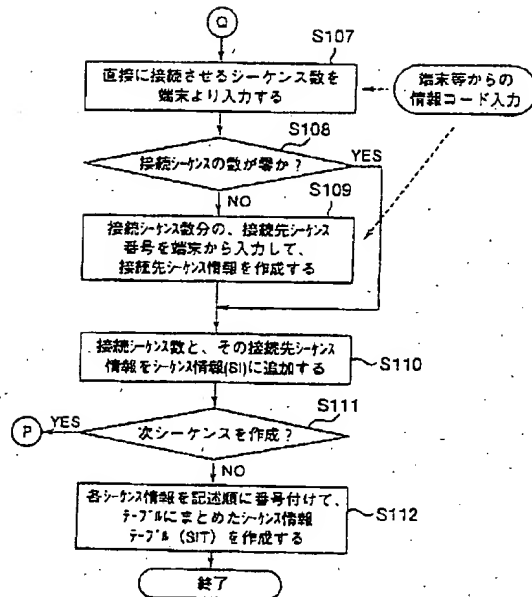 Q
S107
直接に接続させるシーケンス数を
端末より入力する
端末等からの
情報コード入力
S108
接続シーケンスの数が零か?
YES
NO
S109
接続シーケンス数分の、接続先シーケンス
番号を端末から入力して、
接続先シーケンス情報を作成する
接続シーケンス数と、その接続先シーケンス
情報をシーケンス情報(SI)に追加する
S110
S111
P
YES
次シーケンスを作成?
NO
各シーケンス情報を記述順に番号付けて、
テーブルにまとめたシーケンス情報
テーブル(SIT)を作成する
S112
終了